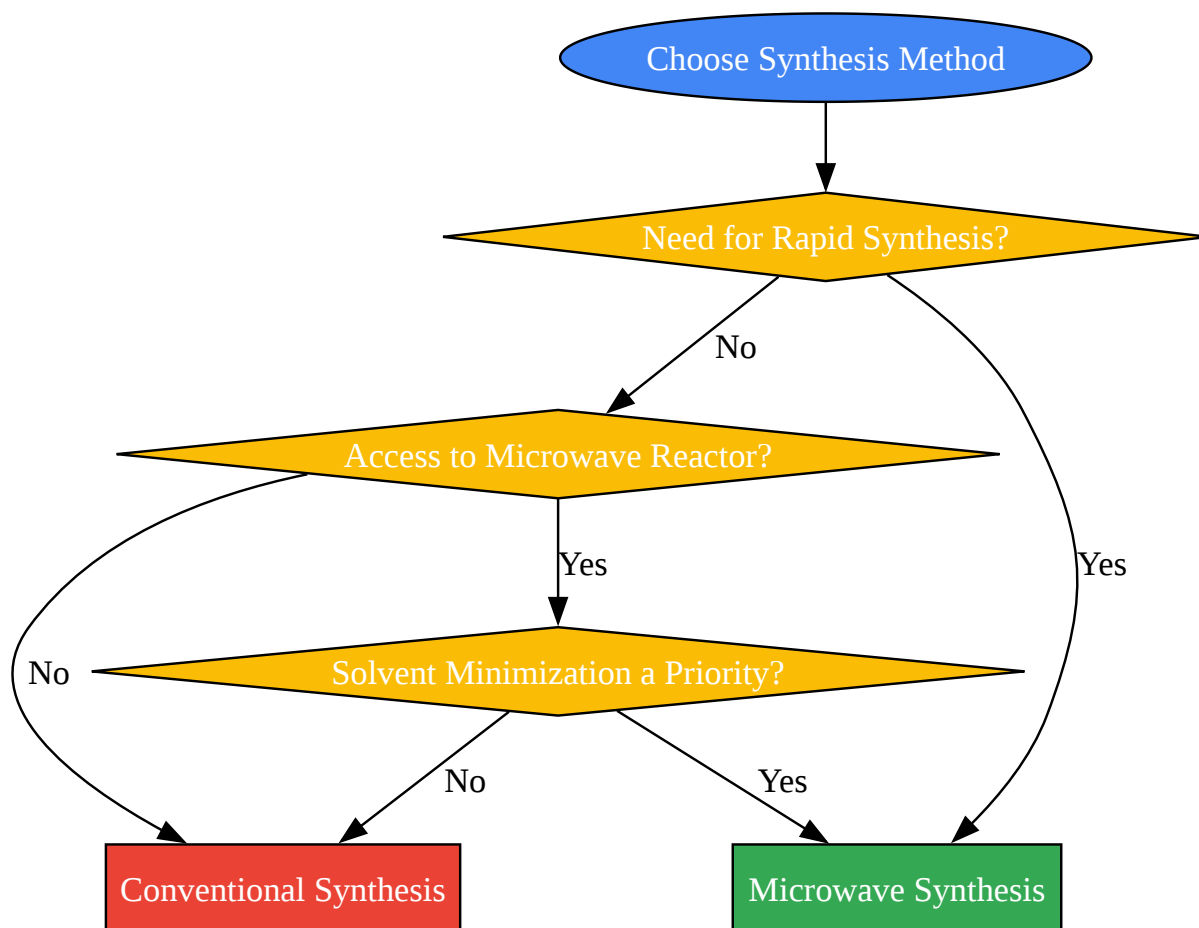 Choose Synthesis Method
Need for Rapid Synthesis?
No
Access to Microwave Reactor?
Yes
Yes
No
Solvent Minimization a Priority?
No
Yes
Conventional Synthesis
Microwave Synthesis